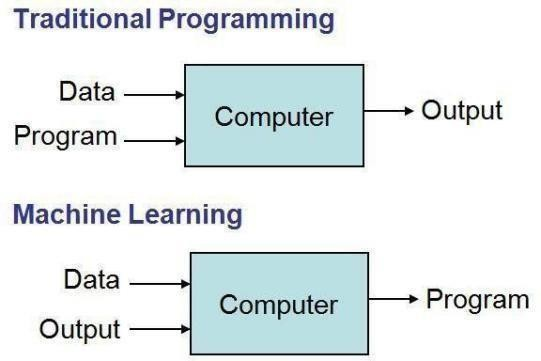 Traditional Programming
Data
Computer
Output
Program
Machine Learning
Data
Computer
Program
Output